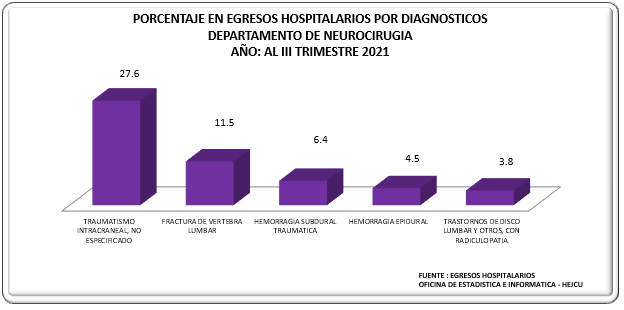 PORCENTAJE EN EGRESOS HOSPITALARIOS POR DIAGNOSTICOS
DEPARTAMENTO DE NEUROCIRUGIA
AÑO: AL III TRIMESTRE 2021
27.6
11.5
6.4
4.5
3.8
TRAUMATISMO
INTRACRANEAL, NO
ESPECIFICADO
FRACTURA DE VERTEBRA
LUMBAR
HEMORRAGIA SUBDURAL
TRAUMATICA
HEMORRAGIA EPIDURAL
TRASTORNOS DE DISCO
LUMBAR Y OTROS, CON
RADICULOPATIA
FUENTE : EGRESOS HOSPITALARIOS
OFICINA DE ESTADISTICA E INFORMATICA - HEJCU